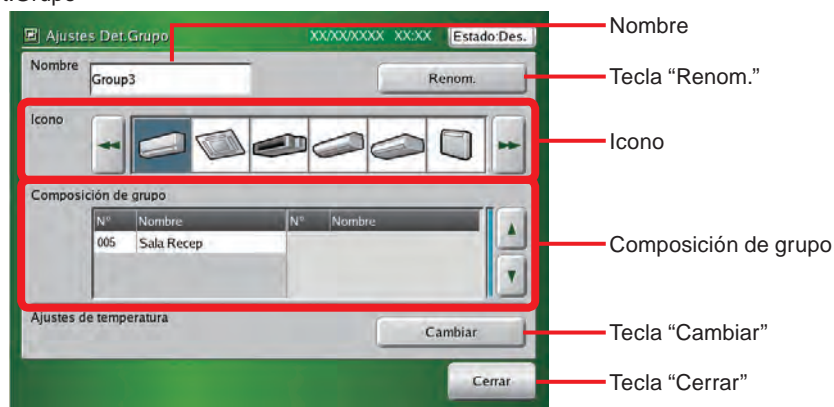 Ajustes Det.Grupo XX/XX/XXXX XX:XX Estado:Des.
Nombre
Nombre
Group3 Renom.
Tecla “Renom.”
Icono
Icono
Composición de grupo
N° Nombre N° Nombre
005 Sala Recep
Composición de grupo
Ajustes de temperatura
Cambiar
Tecla “Cambiar”
Cerrar
Tecla “Cerrar”